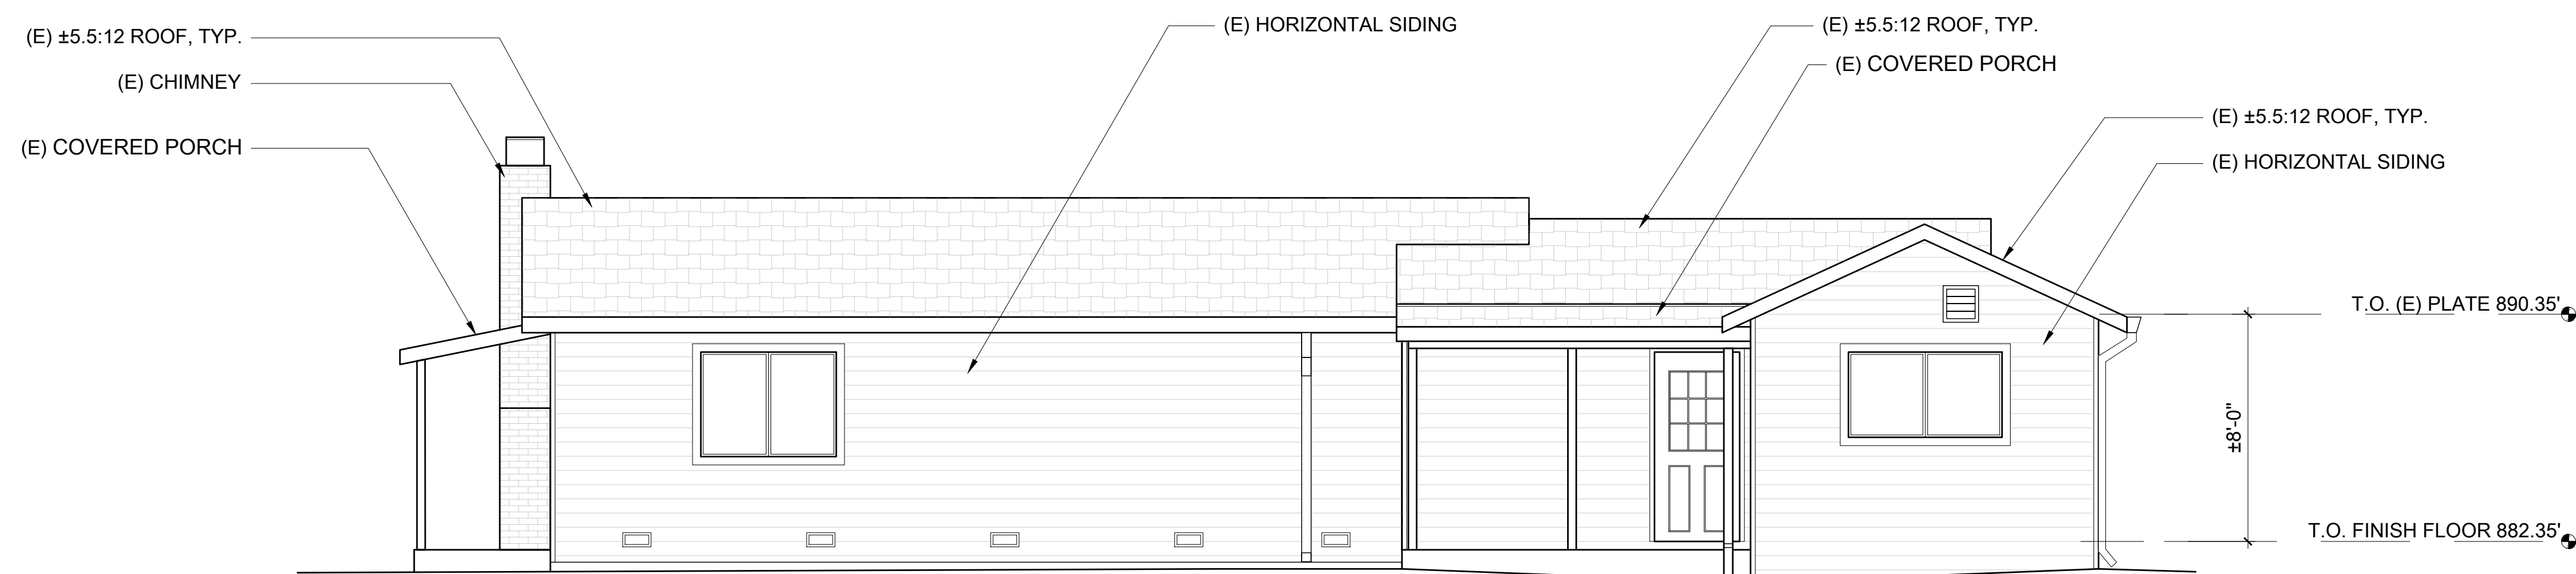 (E) ±5.5:12 ROOF, TYP.
(E) CHIMNEY
(E) COVERED PORCH
(E) HORIZONTAL SIDING
(E) ±5.5:12 ROOF, TYP.
(E) COVERED PORCH
(E) ±5.5:12 ROOF, TYP.
(E) HORIZONTAL SIDING
T.O. (E) PLATE 890.35'
±8'-0"
T.O. FINISH FLOOR 882.35'